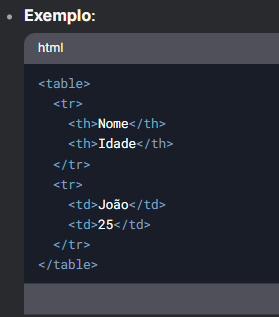 • Exemplo:
html
<table>
  <tr>
    <th>Nome</th>
    <th>Idade</th>
  </tr>
  <tr>
    <td>João</td>
    <td>25</td>
  </tr>
</table>